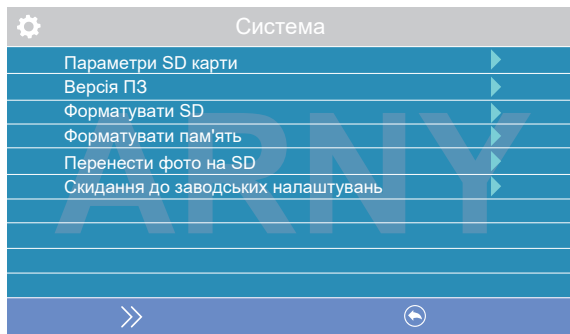 Система
Параметри SD карти
Версія ПЗ
Форматувати SD
Форматувати пам'ять
Перенести фото на SD
Скидання до заводських налаштувань
ARNY